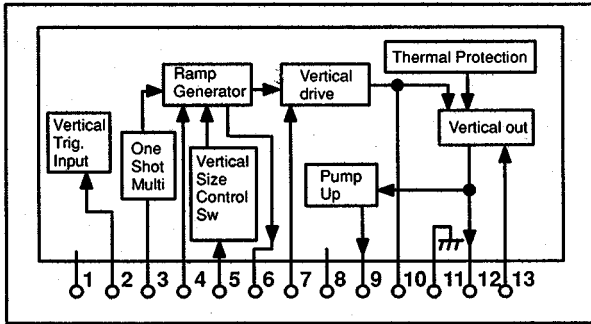 Thermal Protection
Ramp
Generator
Vertical
drive
Vertical
Trig.
Input
One
Shot
Multi
Vertical
Size
Control
Sw
Pump
Up
Vertical out
1 2 3 4 5 6 7 8 9 10 11 12 13